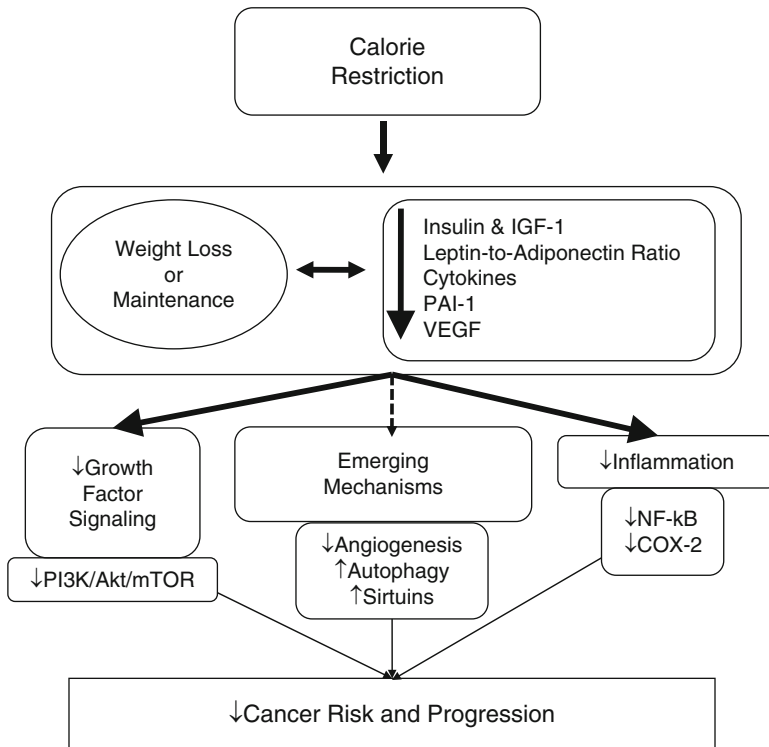 Calorie
Restriction
Weight Loss
or
Maintenance
Insulin & IGF-1
Leptin-to-Adiponectin Ratio
Cytokines
PAI-1
VEGF
↓Growth
Factor
Signaling
↓PI3K/Akt/mTOR
Emerging
Mechanisms
↓Angiogenesis
↑Autophagy
↑Sirtuins
↓Inflammation
↓NF-kB
↓COX-2
↓Cancer Risk and Progression